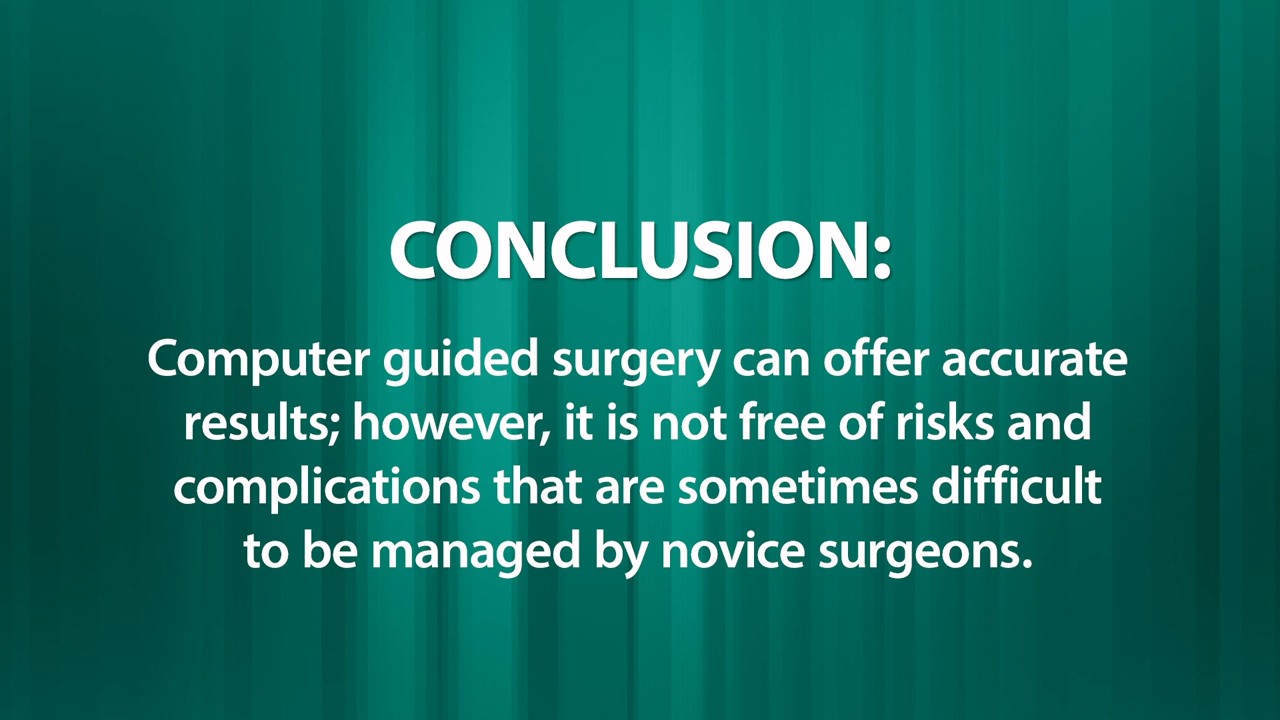 CONCLUSION:
Computer guided surgery can offer accurate
results; however, it is not free of risks and
complications that are sometimes difficult
to be managed by novice surgeons.